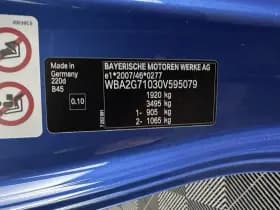 Made in
Germany
220d
B45
0.10
BAYERISCHE MOTOREN WERKE AG
e1*2007/46*0277
WBA2G71030V595079
1920 kg
3495 kg
1- 905 kg
2- 1065 kg